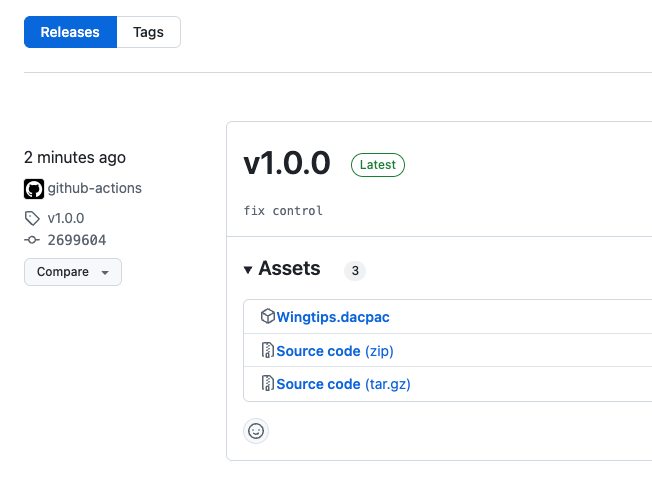 Releases Tags
2 minutes ago
github-actions
v1.0.0
2699604
Compare
v1.0.0 Latest
fix control
Assets 3
Wingtips.dacpac
Source code (zip)
Source code (tar.gz)